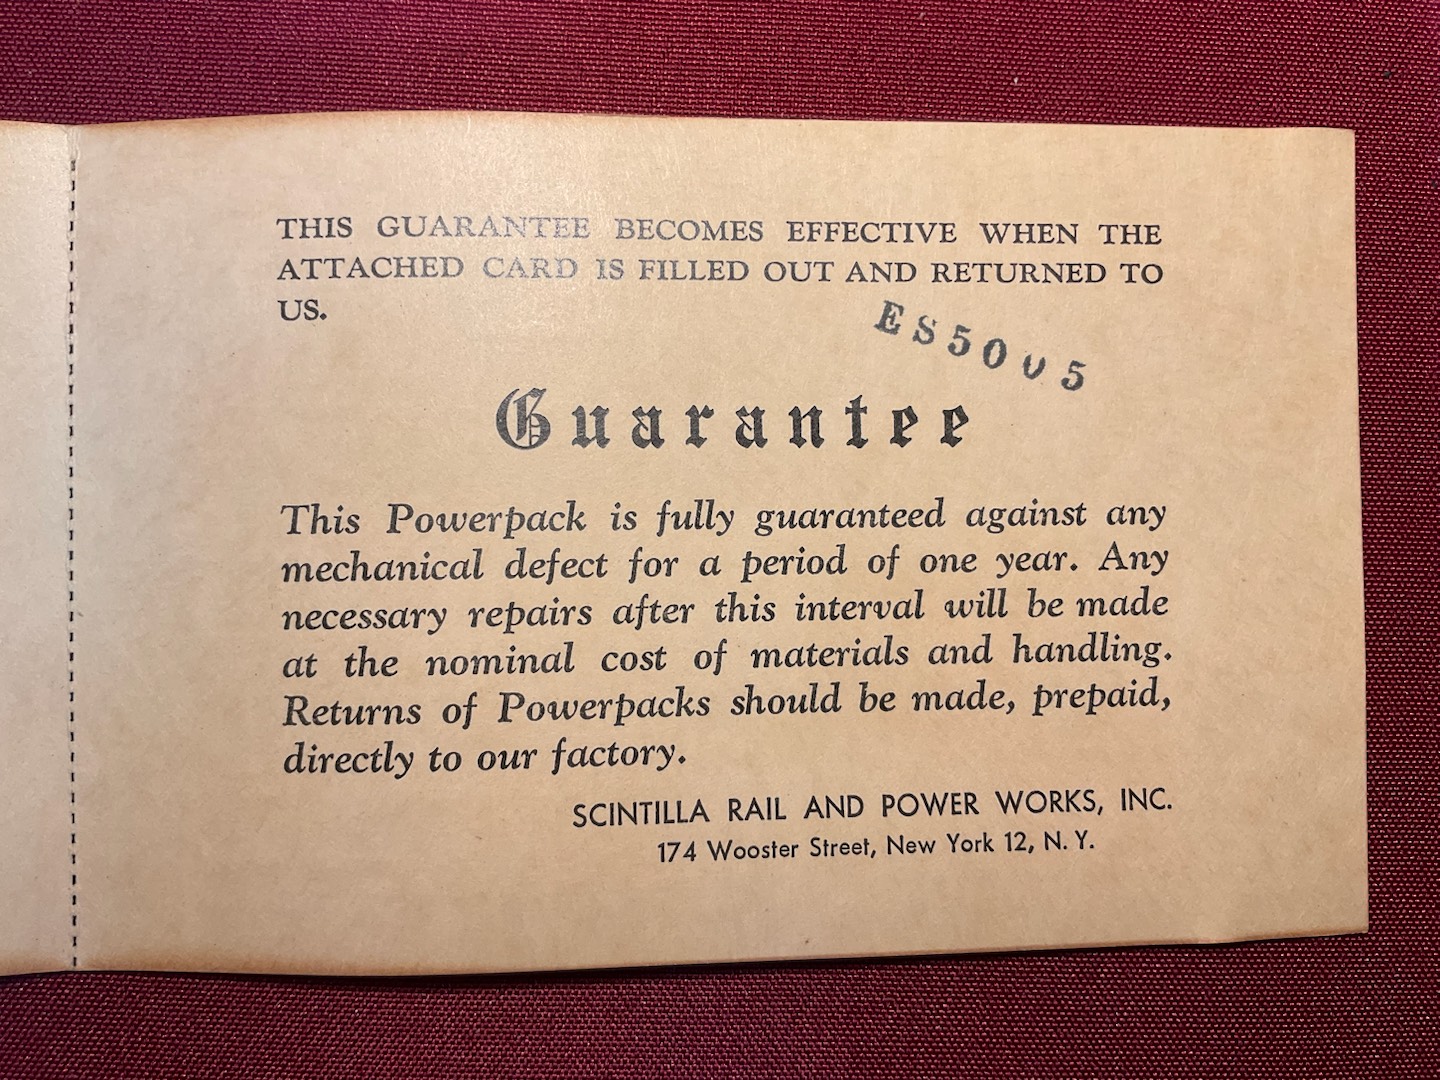 THIS GUARANTEE BECOMES EFFECTIVE WHEN THE
ATTACHED CARD IS FILLED OUT AND RETURNED TO
US.
ES5005
Guarantee
This Powerpack is fully guaranteed against any
mechanical defect for a period of one year. Any
necessary repairs after this interval will be made
at the nominal cost of materials and handling.
Returns of Powerpacks should be made, prepaid,
directly to our factory.
SCINTILLA RAIL AND POWER WORKS, INC.
174 Wooster Street, New York 12, N. Y.